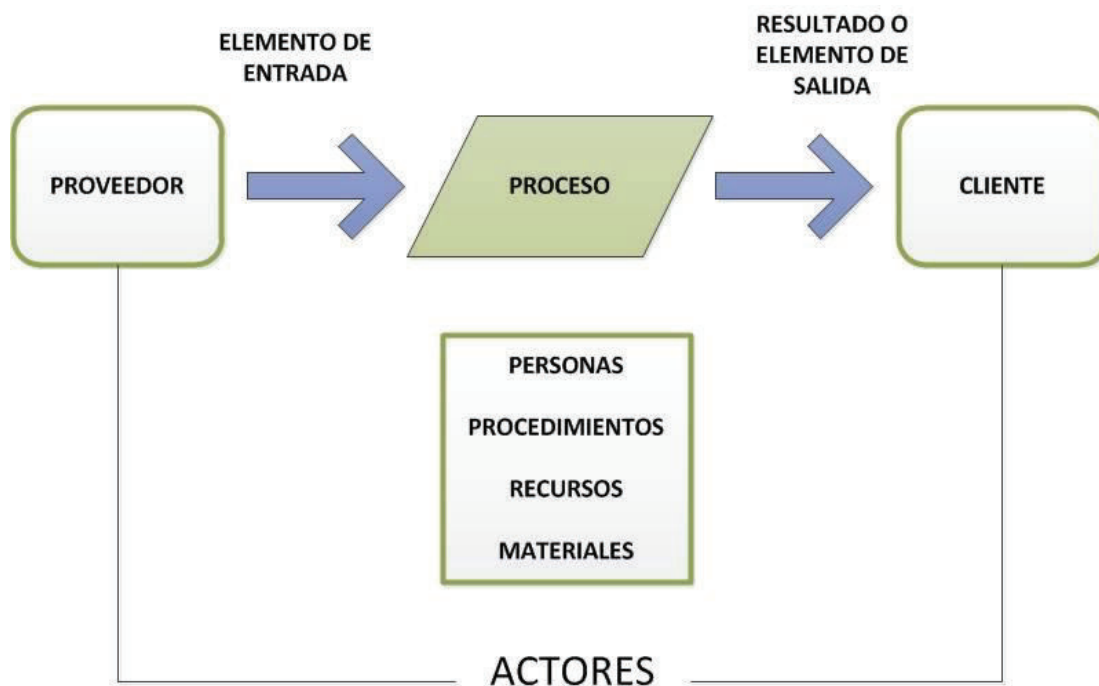 ELEMENTO DE
ENTRADA
RESULTADO O
ELEMENTO DE
SALIDA
PROVEEDOR
PROCESO
CLIENTE
PERSONAS
PROCEDIMIENTOS
RECURSOS
MATERIALES
ACTORES